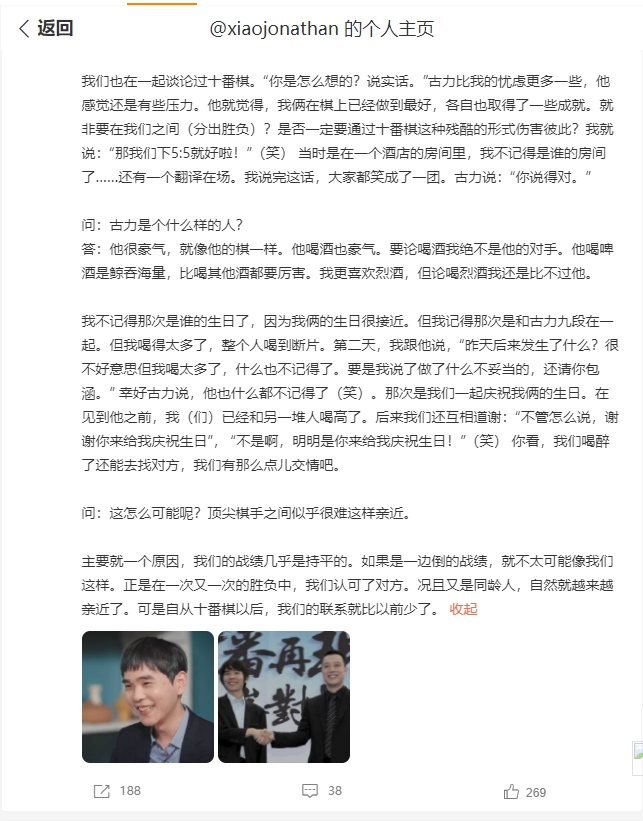 返回
@xiaojonathan 的个人主页
我们也在一起谈论过十番棋。“你是怎么想的？说实话。”古力比我的忧虑更多一些，他
感觉还是有些压力。他就觉得，我俩在棋上已经做到最好，各自也取得了一些成就。就
非要在我们之间（分出胜负）？是否一定要通过十番棋这种残酷的形式伤害彼此？我就
说：“那我们下5:5就好啦！”（笑） 当时是在一个酒店的房间里，我不记得是谁的房间
了......还有一个翻译在场。我说完这话，大家都笑成了一团。古力说：“你说得对。”
问：古力是个什么样的人？
答：他很豪气，就像他的棋一样。他喝酒也豪气。要论喝酒我绝不是他的对手。他喝啤
酒是鲸吞海量，比喝其他酒都要厉害。我更喜欢烈酒，但论喝烈酒我还是比不过他。
我不记得那次是谁的生日了，因为我俩的生日很接近。但我记得那次是和古力九段在一
起。但我喝得太多了，整个人喝到断片。第二天，我跟他说，“昨天后来发生了什么？很
不好意思但我喝太多了，什么也不记得了。要是我说了做了什么不妥当的，还请你包
涵。” 幸好古力说，他也什么都不记得了（笑）。那次是我们一起庆祝我俩的生日。在
见到他之前，我（们）已经和另一堆人喝高了。后来我们还互相道谢：“不管怎么说，谢
谢你来给我庆祝生日”，“不是啊，明明是你来给我庆祝生日！”（笑） 你看，我们喝醉
了还能去找对方，我们有那么点儿交情吧。
问：这怎么可能呢？顶尖棋手之间似乎很难这样亲近。
主要就一个原因，我们的战绩几乎是持平的。如果是一边倒的战绩，就不太可能像我们
这样。正是在一次又一次的胜负中，我们认可了对方。况且又是同龄人，自然就越来越
亲近了。可是自从十番棋以后，我们的联系就比以前少了。 收起
番再
對
188
38
269